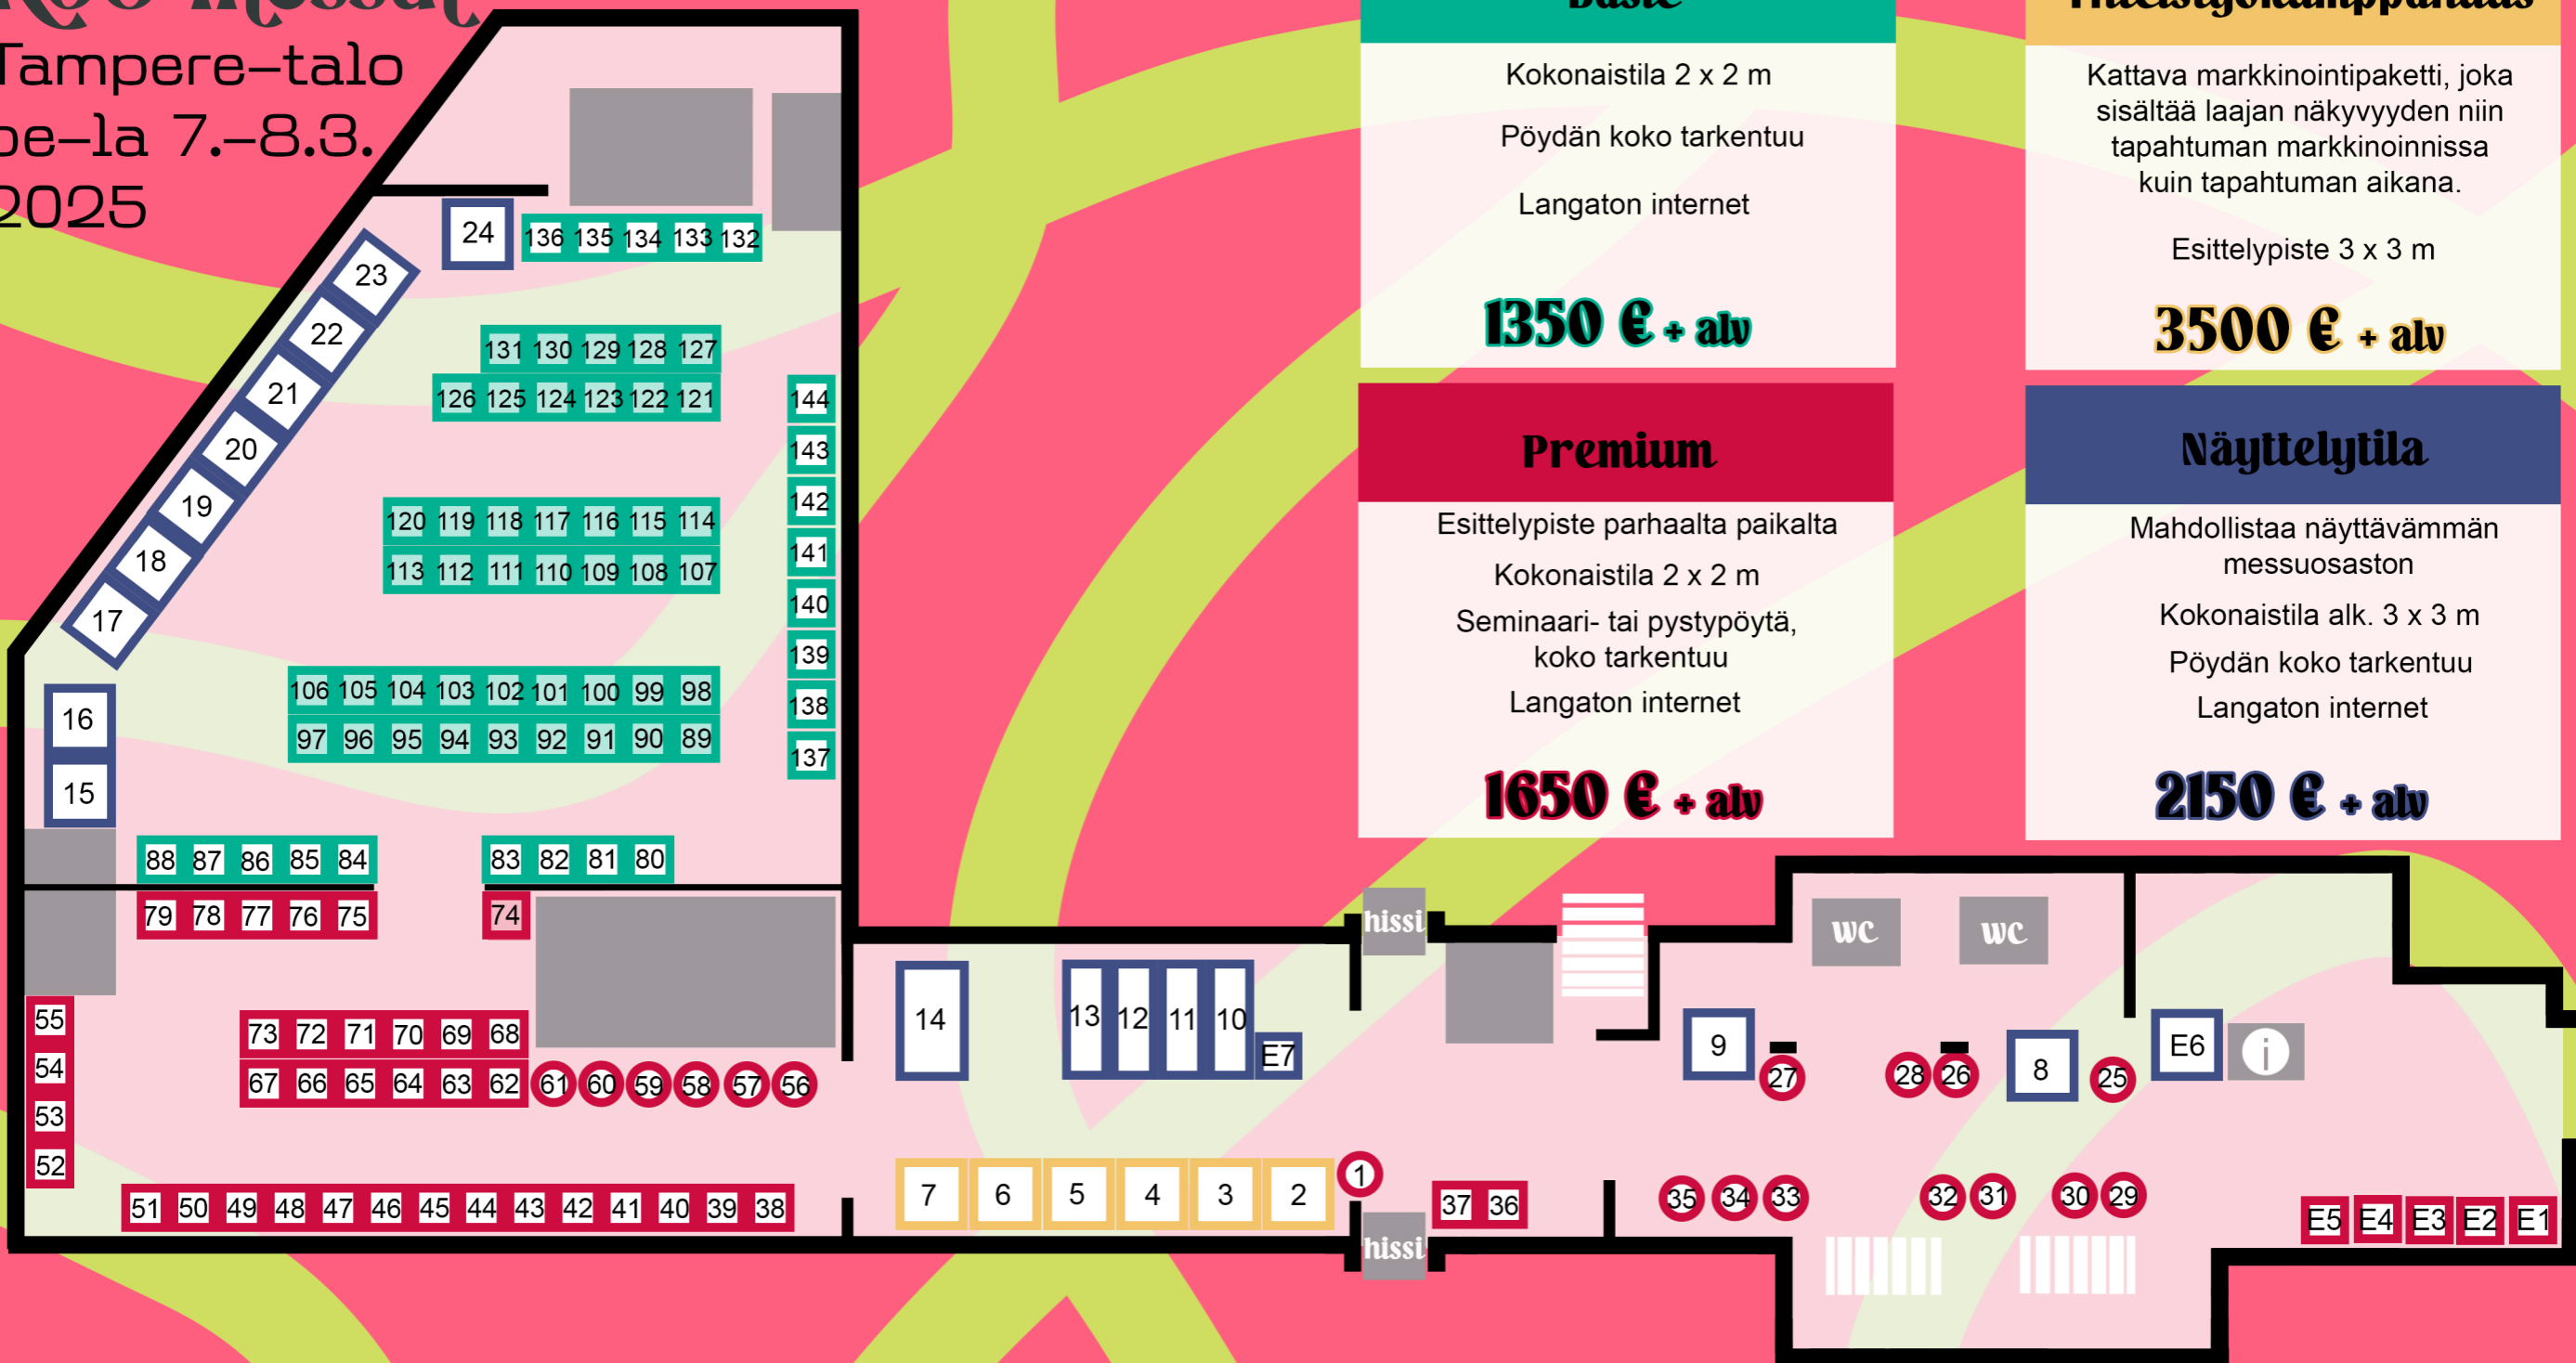 Tampere-talo
pe-la 7.-8.3.
2025
Basic
Kokonaistila 2 x 2 m
Pöydän koko tarkentuu
Langaton internet
1350 € + alv
Kattava markkinointipaketti, joka
sisältää laajan näkyvyyden niin
tapahtuman markkinoinnissa
kuin tapahtuman aikana.
Esittelypiste 3 x 3 m
3500 € + alv
Premium
Esittelypiste parhaalta paikalta
Kokonaistila 2 x 2 m
Seminaari- tai pystypöytä,
koko tarkentuu
Langaton internet
1650 € + alv
Näyttelytila
Mahdollistaa näyttävämmän
messuosaston
Kokonaistila alk. 3 x 3 m
Pöydän koko tarkentuu
Langaton internet
2150 € + alv
24
136 135 134 133 132
23
22
21
20
19
18
17
16
15
131 130 129 128 127
126 125 124 123 122 121
144
143
142
141
140
139
138
137
120 119 118 117 116 115 114
113 112 111 110 109 108 107
106 105 104 103 102 101 100 99 98
97 96 95 94 93 92 91 90 89
88 87 86 85 84
83 82 81 80
79 78 77 76 75
74
55
54
53
52
73 72 71 70 69 68
67 66 65 64 63 62 61 60 59 58 57 56
51 50 49 48 47 46 45 44 43 42 41 40 39 38
14
13 12 11 10
E7
7 6 5 4 3 2
1
hissi
hissi
37 36
wc
wc
9
27
28 26
8
25
E6
i
35 34 33
32 31
30 29
E5 E4 E3 E2 E1